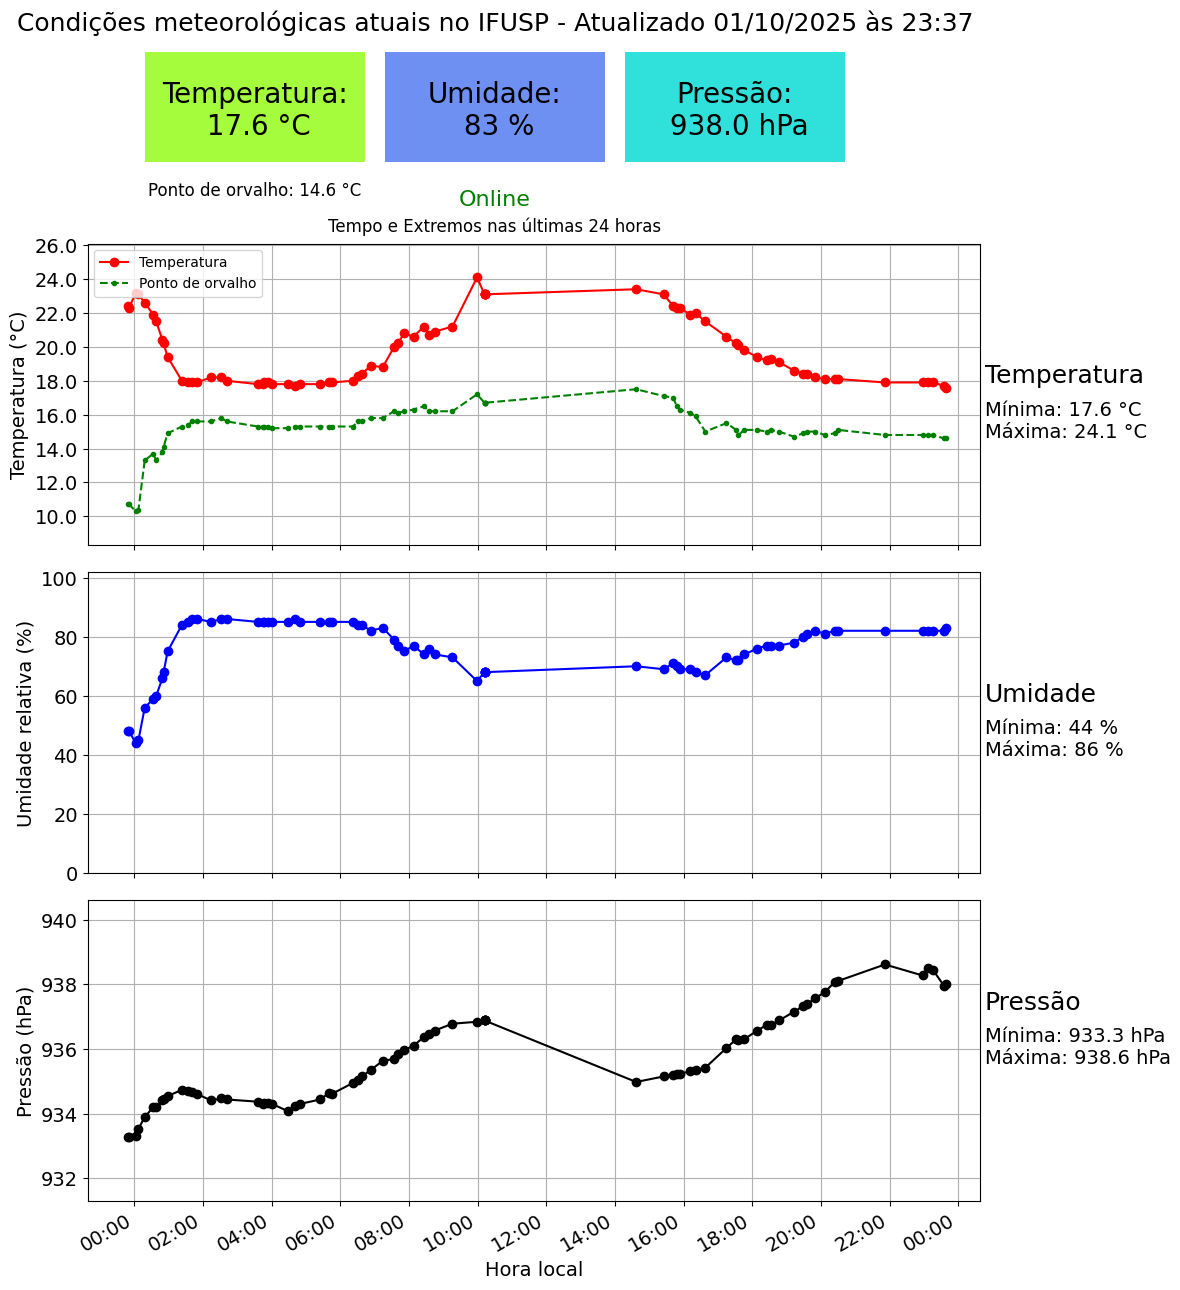 Condições meteorológicas atuais no IFUSP - Atualizado 01/10/2025 às 23:37
Temperatura:
17.6 °C
Umidade:
83 %
Pressão:
938.0 hPa
Ponto de orvalho: 14.6 °C
Online
Tempo e Extremos nas últimas 24 horas
Temperatura (°C)
26.0
24.0
22.0
20.0
18.0
16.0
14.0
12.0
10.0
Temperatura
Ponto de orvalho
Temperatura
Mínima: 17.6 °C
Máxima: 24.1 °C
Umidade relativa (%)
100
80
60
40
20
0
Umidade
Mínima: 44 %
Máxima: 86 %
Pressão (hPa)
940
938
936
934
932
Pressão
Mínima: 933.3 hPa
Máxima: 938.6 hPa
00:00 02:00 04:00 06:00 08:00 10:00 12:00 14:00 16:00 18:00 20:00 22:00 00:00
Hora local